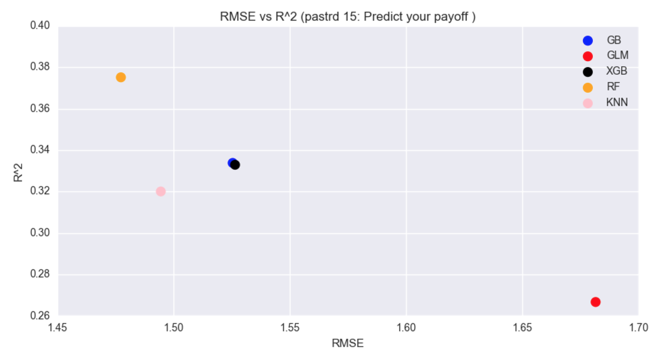 RMSE vs R^2 (pastrd 15: Predict your payoff )
0.40
0.38
0.36
0.34
0.32
0.30
0.28
0.26
R^2
GB
GLM
XGB
RF
KNN
1.45 1.50 1.55 1.60 1.65 1.70
RMSE